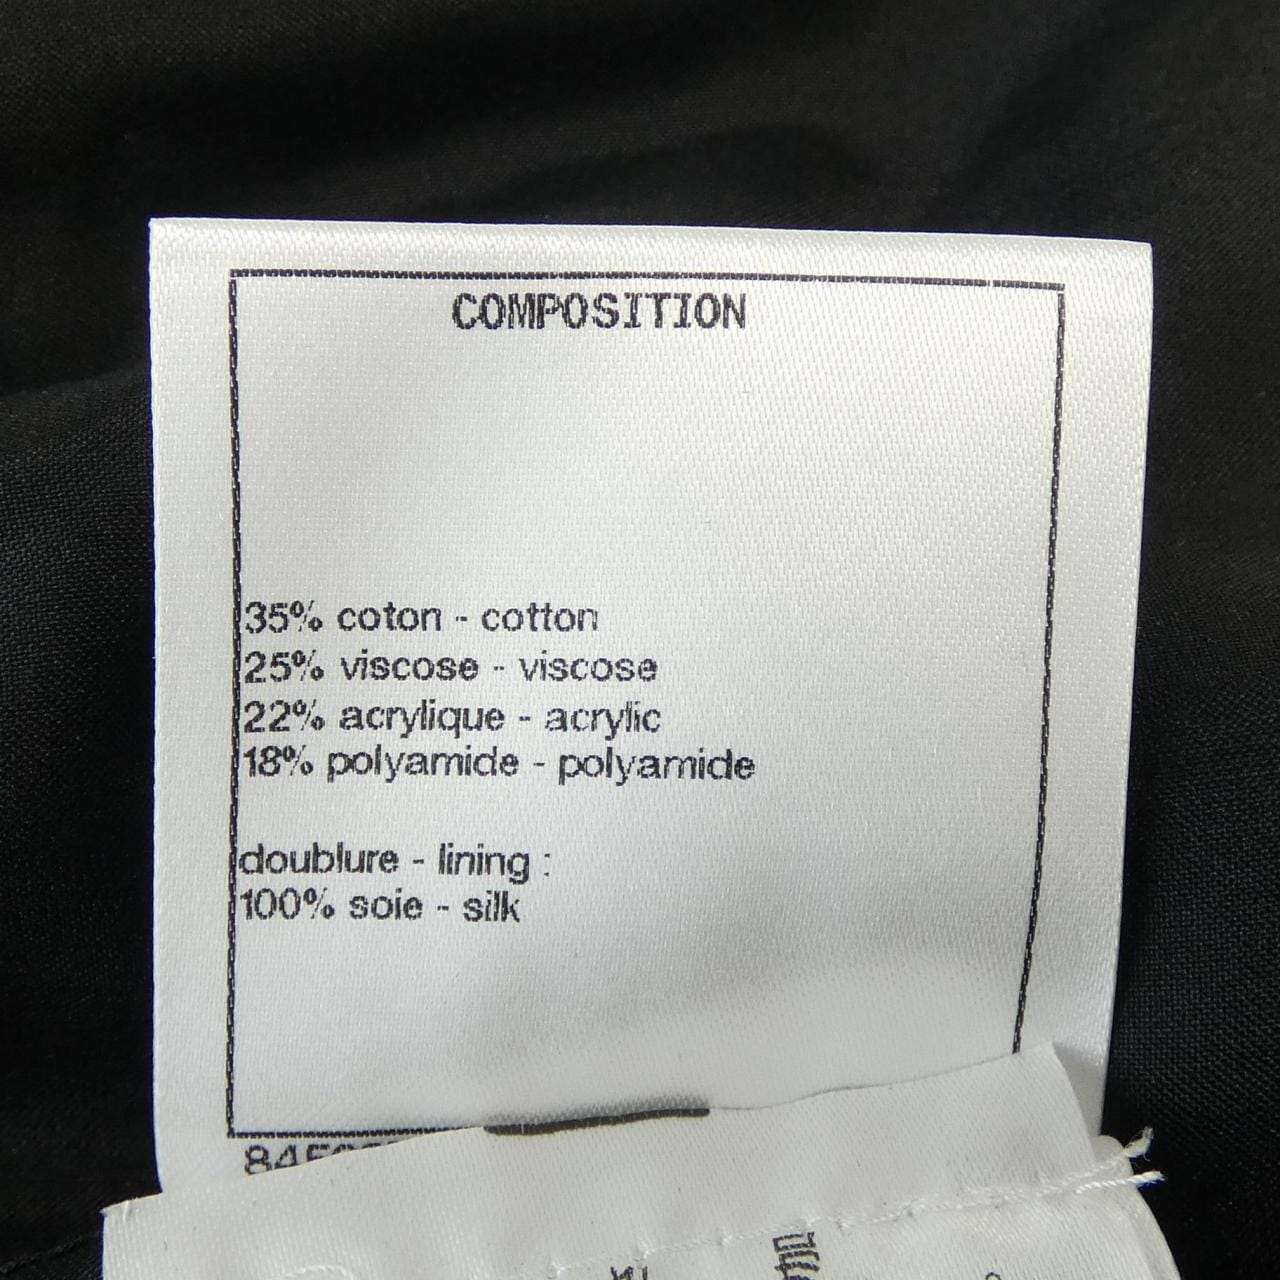 COMPOSITION
35% coton - cotton
25% viscose - viscose
22% acrylique - acrylic
18% polyamide - polyamide
doublure - lining :
100% soie - silk